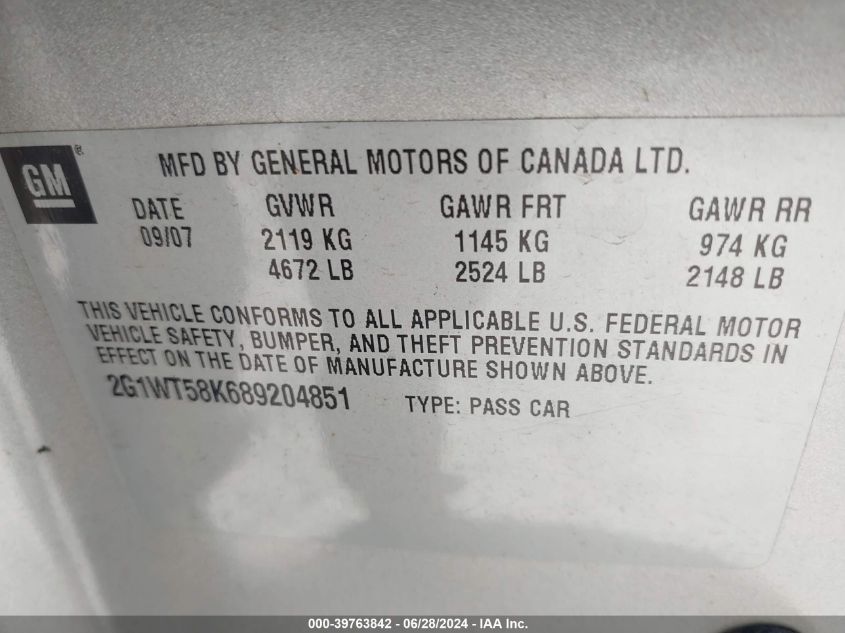 GM®
MFD BY GENERAL MOTORS OF CANADA LTD.
DATE GVWR GAWR FRT GAWR RR
09/07 2119 KG 1145 KG 974 KG
4672 LB 2524 LB 2148 LB
THIS VEHICLE CONFORMS TO ALL APPLICABLE U.S. FEDERAL MOTOR
VEHICLE SAFETY, BUMPER, AND THEFT PREVENTION STANDARDS IN
EFFECT ON THE DATE OF MANUFACTURE SHOWN ABOVE.
2G1WT58K689204851 TYPE: PASS CAR
000-39763842 - 06/28/2024 - IAA Inc.